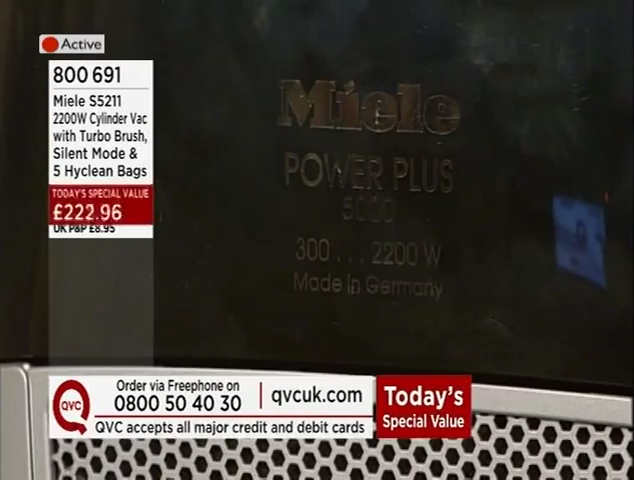 Active
800 691
Miele S5211
2200W Cylinder Vac
with Turbo Brush,
Silent Mode &
5 Hyclean Bags
TODAY'S SPECIAL VALUE
£222.96
UK P&P £8.95
Miele
POWER PLUS
5000
300 . . . 2200 W
Made in Germany
QVC
Order via Freephone on
0800 50 40 30
qvcuk.com
QVC accepts all major credit and debit cards
Today's
Special Value